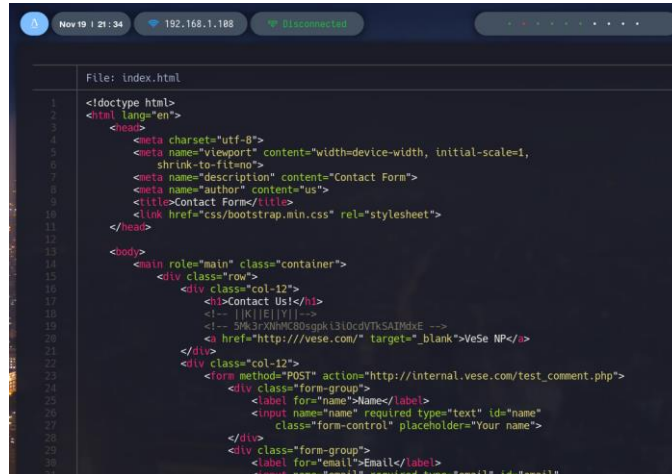 Nov 19 | 21:34 192.168.1.108 Disconnected
File: index.html
1 <!doctype html>
2 <html lang="en">
3 <head>
4 <meta charset="utf-8">
5 <meta name="viewport" content="width=device-width, initial-scale=1,
6 shrink-to-fit=no">
7 <meta name="description" content="Contact Form">
8 <meta name="author" content="us">
9 <title>Contact Form</title>
10 <link href="css/bootstrap.min.css" rel="stylesheet">
11 </head>
12
13 <body>
14 <main role="main" class="container">
15 <div class="row">
16 <div class="col-12">
17 <h1>Contact Us!</h1>
18 <!-- ||K||E||Y||-->
19 <!-- 5Mk3rXNhMC8Osgpki3iOcdVTkSAIMdxE -->
20 <a href="http:///vese.com/" target="_blank">VeSe NP</a>
21 </div>
22 <div class="col-12">
23 <form method="POST" action="http://internal.vese.com/test_comment.php">
24 <div class="form-group">
25 <label for="name">Name</label>
26 <input name="name" required type="text" id="name"
27 class="form-control" placeholder="Your name">
28 </div>
29 <div class="form-group">
30 <label for="email">Email</label>